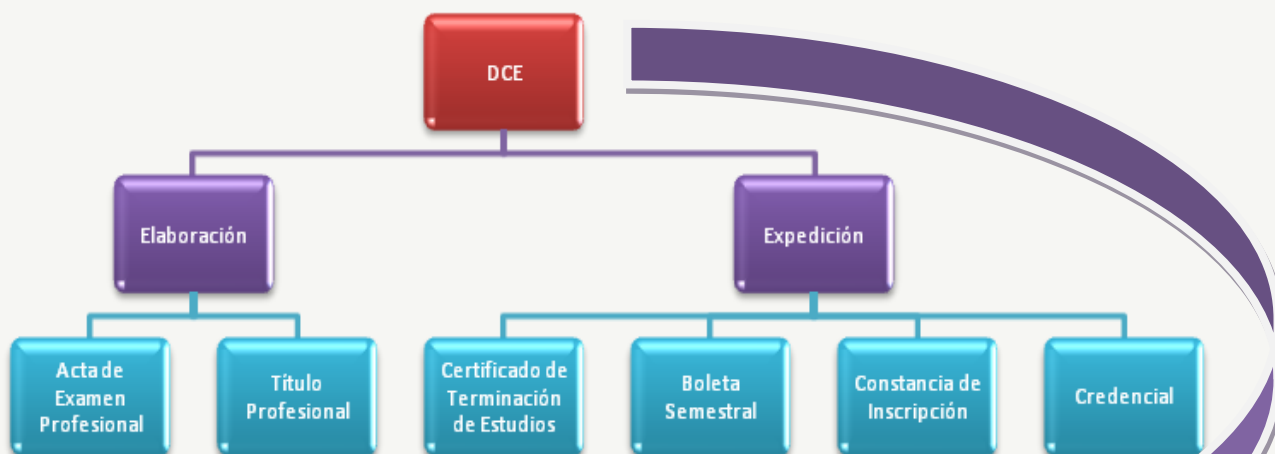 DCE
Elaboración
Expedición
Acta de
Examen
Profesional
Título
Profesional
Certificado de
Terminación
de Estudios
Boleta
Semestral
Constancia de
Inscripción
Credencial